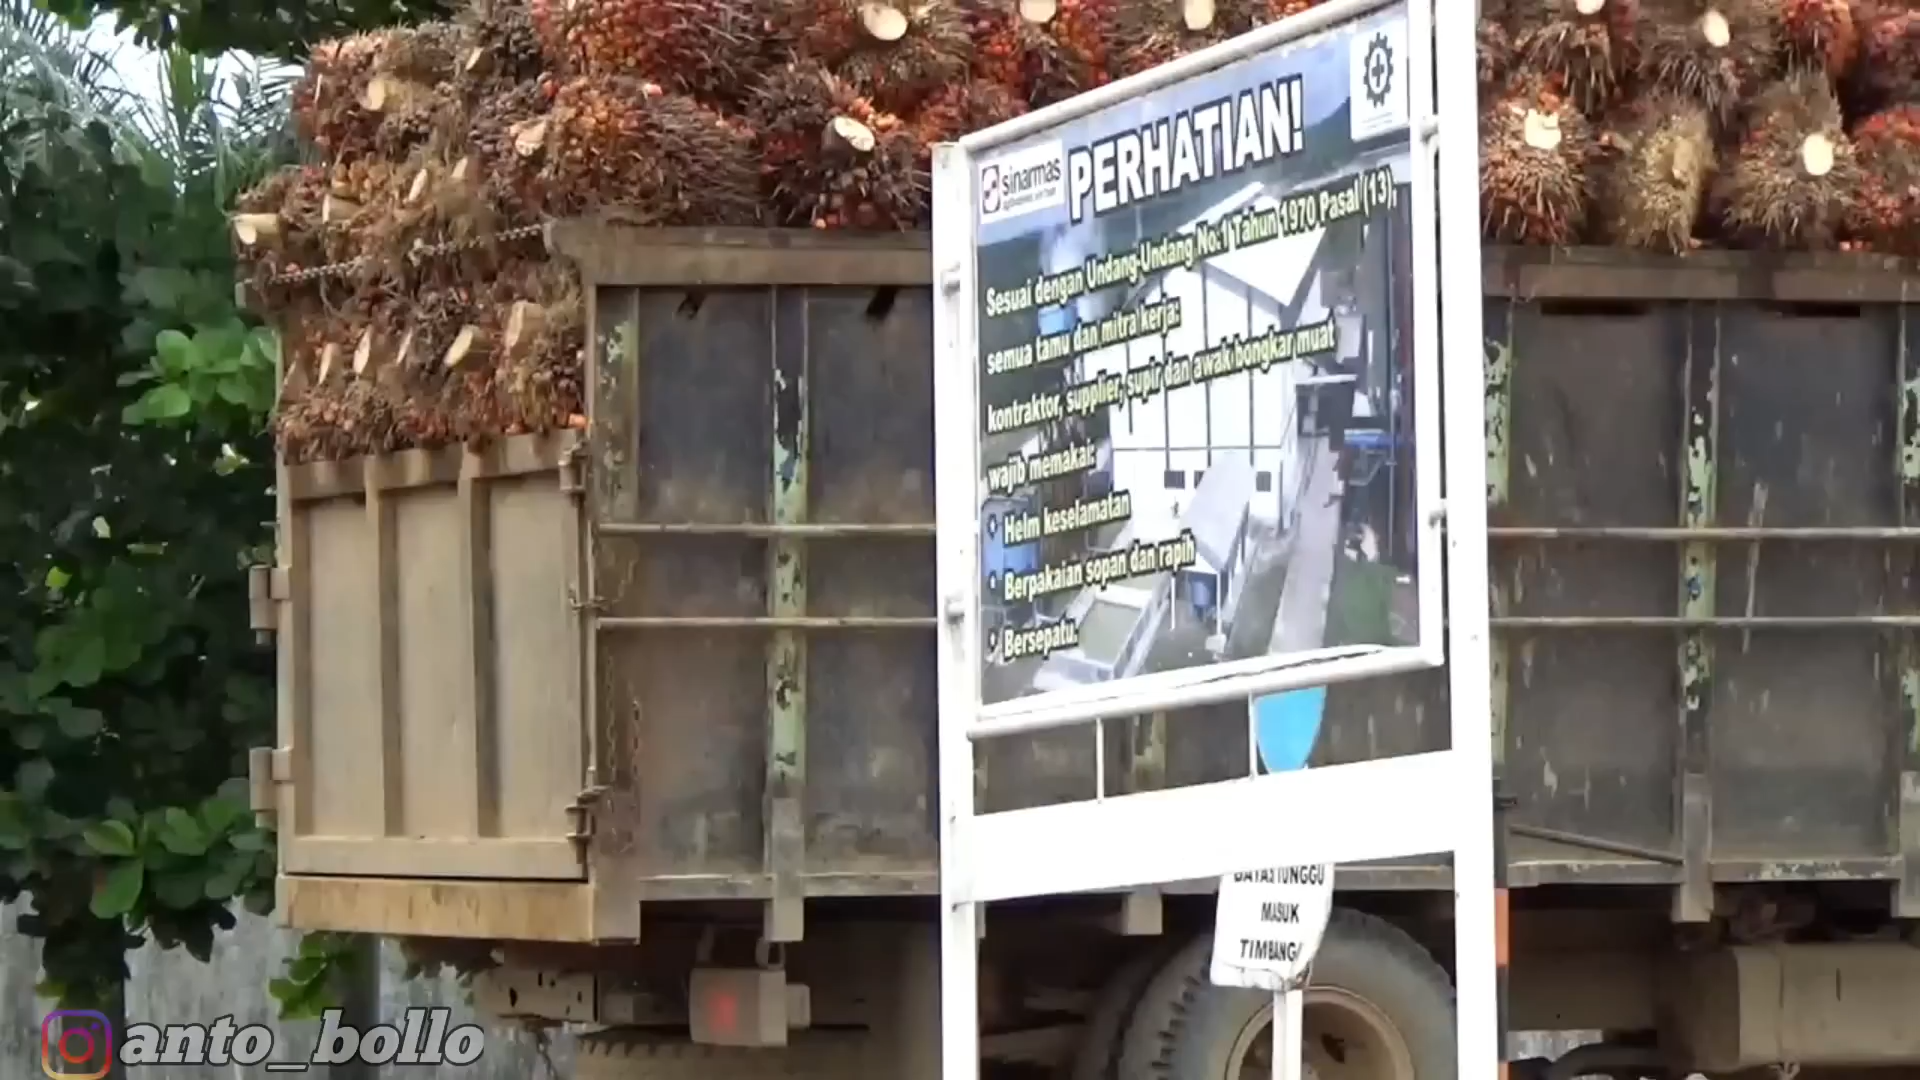 sinarmas
PERHATIAN!
Sesuai dengan Undang-Undang No.1 Tahun 1970 Pasal (13),
semua tamu dan mitra kerja:
kontraktor, supplier, supir dan awak bongkar muat
wajib memakai:
• Helm keselamatan
• Berpakaian sopan dan rapih
• Bersepatu.
BATAS TUNGGU
MASUK
TIMBANG
anto_bollo